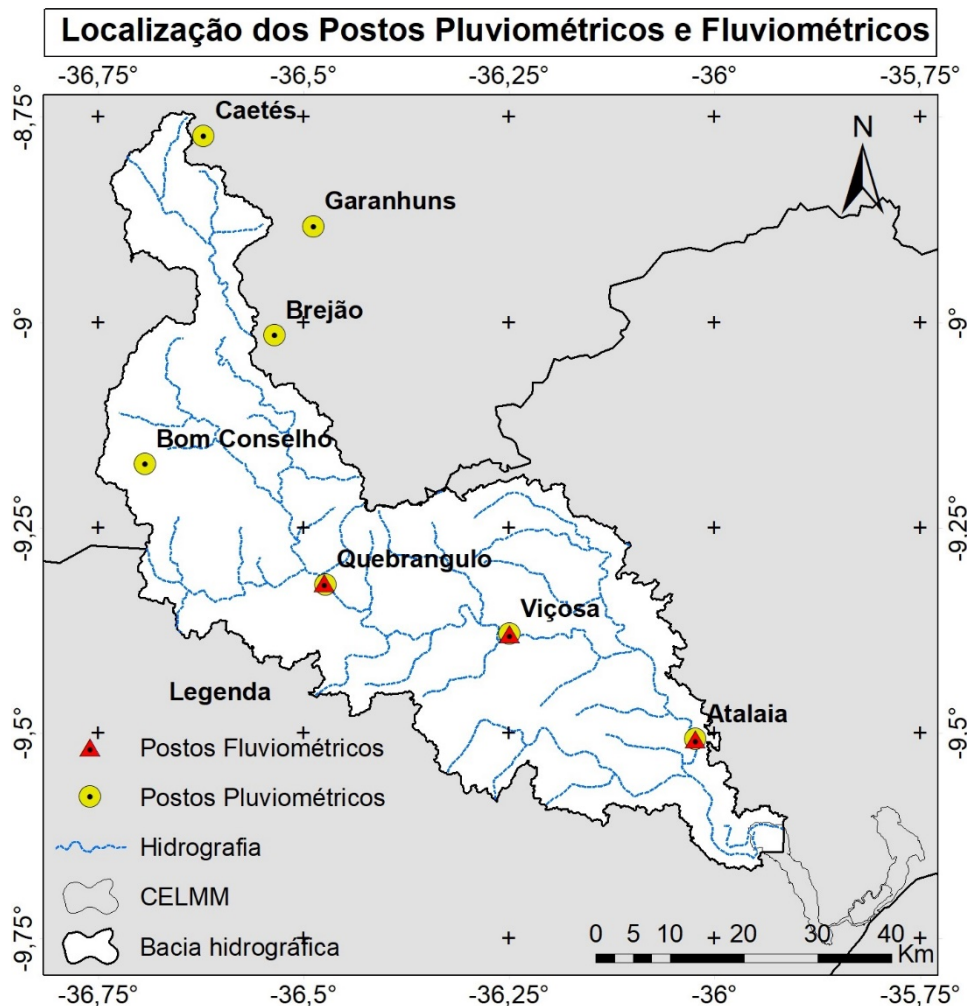 Localização dos Postos Pluviométricos e Fluviométricos
-36,75° -36,5° -36,25° -36° -35,75°
-8,75°
Caetés
N
Garanhuns
Brejão
-9° -9°
Bom Conselho
-9,25° -9,25°
Quebrangulo
Viçosa
Legenda
Atalaia
-9,5° -9,5°
Postos Fluviométricos
Postos Pluviométricos
Hidrografia
CELMM
Bacia hidrográfica
0 5 10 20 30 40
Km
-9,75° -9,75°
-36,75° -36,5° -36,25° -36° -35,75°